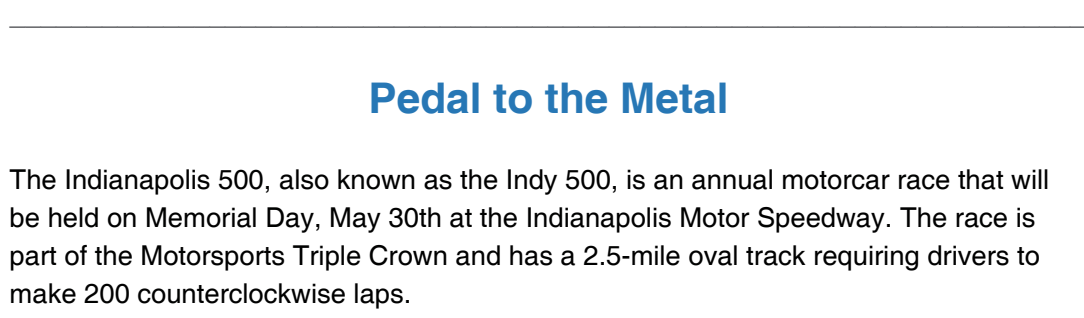 Pedal to the Metal
The Indianapolis 500, also known as the Indy 500, is an annual motorcar race that will
be held on Memorial Day, May 30th at the Indianapolis Motor Speedway. The race is
part of the Motorsports Triple Crown and has a 2.5-mile oval track requiring drivers to
make 200 counterclockwise laps.